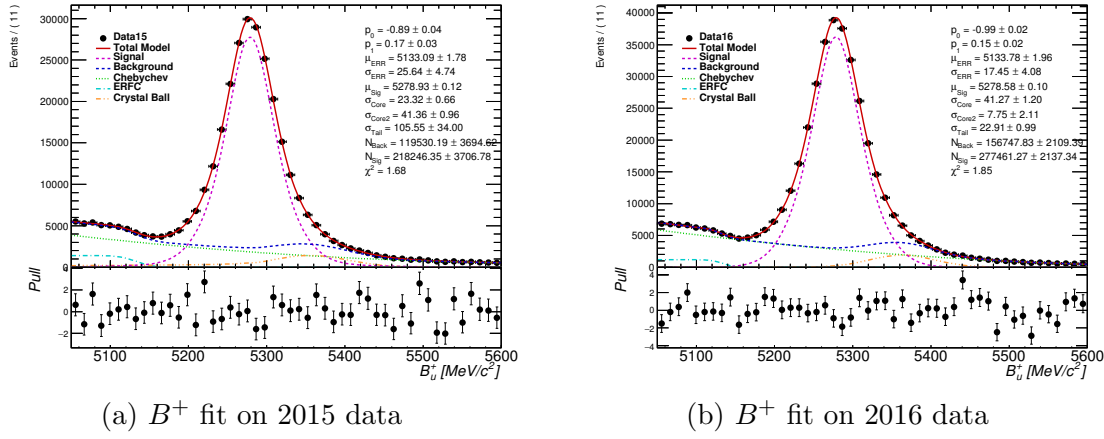 Events / ( 11 )
30000
25000
20000
15000
10000
5000
0
Data15
Total Model
Signal
Background
Chebychev
ERFC
Crystal Ball
p0 = -0.89 ± 0.04
p1 = 0.17 ± 0.03
μERR = 5133.09 ± 1.78
σERR = 25.64 ± 4.74
μSig = 5278.93 ± 0.12
σCore = 23.32 ± 0.66
σCore2 = 41.36 ± 0.96
σTail = 105.55 ± 34.00
NBack = 119530.19 ± 3694.62
NSig = 218246.35 ± 3706.78
χ² = 1.68
Pull
2
0
−2
5100 5200 5300 5400 5500 5600
B⁺ᵤ [MeV/c²]
(a) B⁺ fit on 2015 data
Events / ( 11 )
40000
35000
30000
25000
20000
15000
10000
5000
0
Data16
Total Model
Signal
Background
Chebychev
ERFC
Crystal Ball
p0 = -0.99 ± 0.02
p1 = 0.15 ± 0.02
μERR = 5133.78 ± 1.96
σERR = 17.45 ± 4.08
μSig = 5278.58 ± 0.10
σCore = 41.27 ± 1.20
σCore2 = 7.75 ± 2.11
σTail = 22.91 ± 0.99
NBack = 156747.83 ± 2109.39
NSig = 277461.27 ± 2137.34
χ² = 1.85
Pull
4
2
0
−2
−4
5100 5200 5300 5400 5500 5600
B⁺ᵤ [MeV/c²]
(b) B⁺ fit on 2016 data